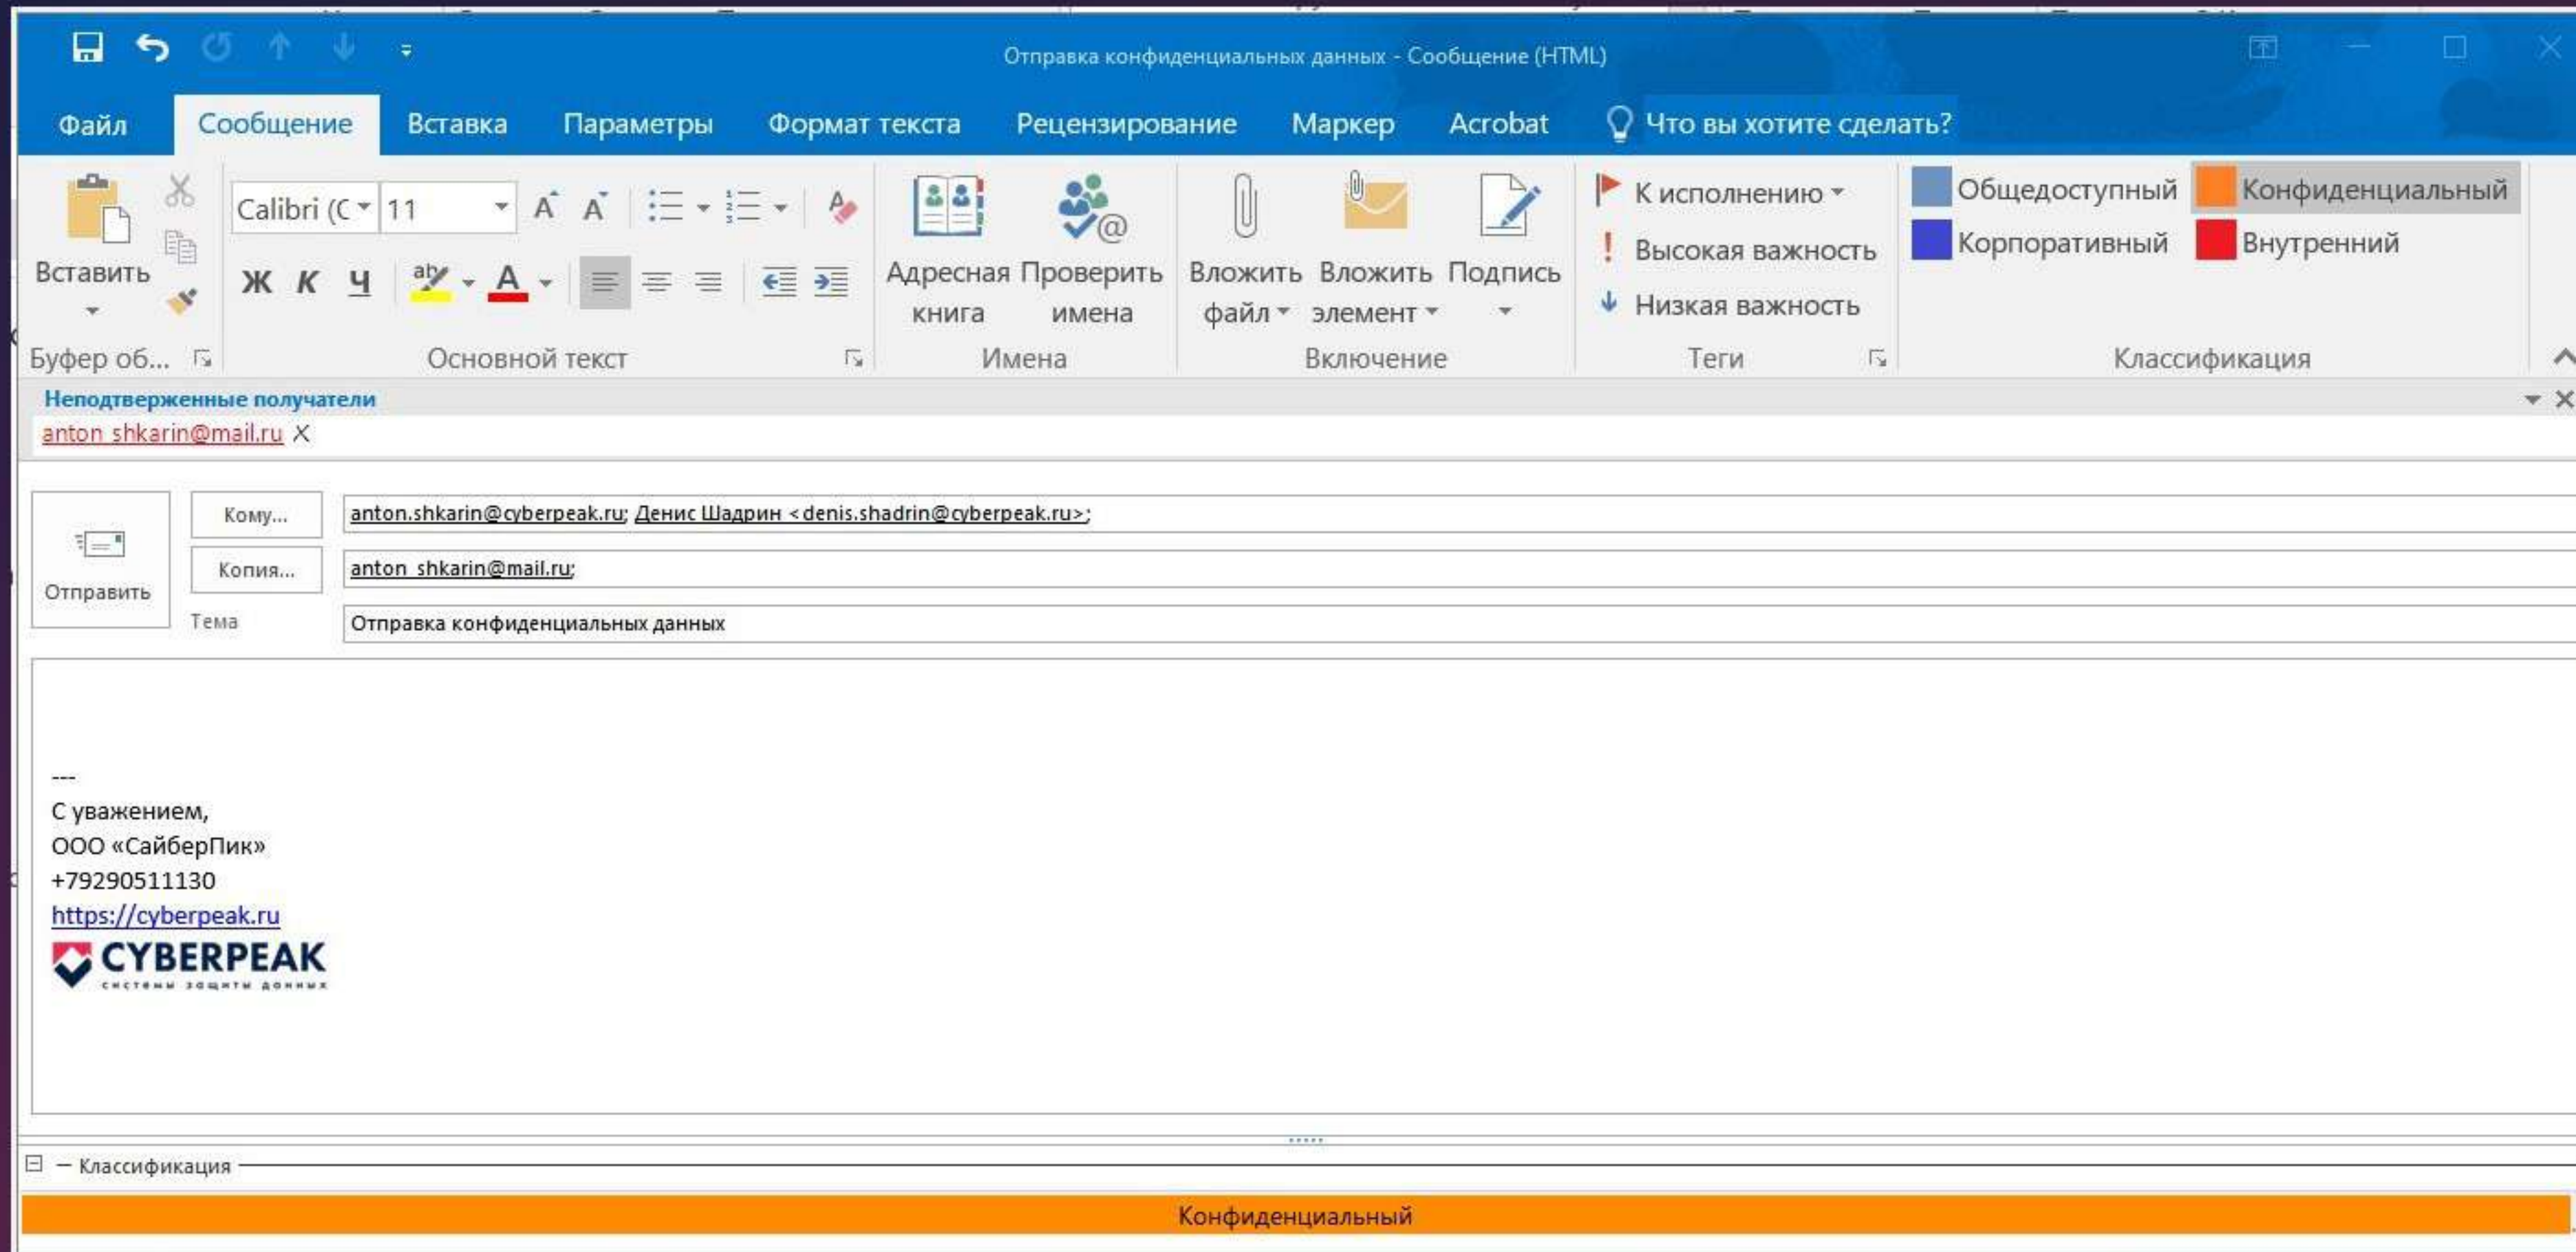 Отправка конфиденциальных данных - Сообщение (HTML)
Файл Сообщение Вставка Параметры Формат текста Рецензирование Маркер Acrobat Что вы хотите сделать?
Вставить
Буфер об...
Calibri (С 11
Ж К Ч
Основной текст
Адресная книга
Проверить имена
Имена
Вложить файл
Вложить элемент
Подпись
Включение
К исполнению
Высокая важность
Низкая важность
Теги
Общедоступный Конфиденциальный
Корпоративный Внутренний
Классификация
Неподтверженные получатели
anton_shkarin@mail.ru X
Отправить
Кому... anton.shkarin@cyberpeak.ru; Денис Шадрин <denis.shadrin@cyberpeak.ru>;
Копия... anton_shkarin@mail.ru;
Тема Отправка конфиденциальных данных
---
С уважением,
ООО «СайберПик»
+79290511130
https://cyberpeak.ru
CYBERPEAK
системы защиты данных
Классификация
Конфиденциальный